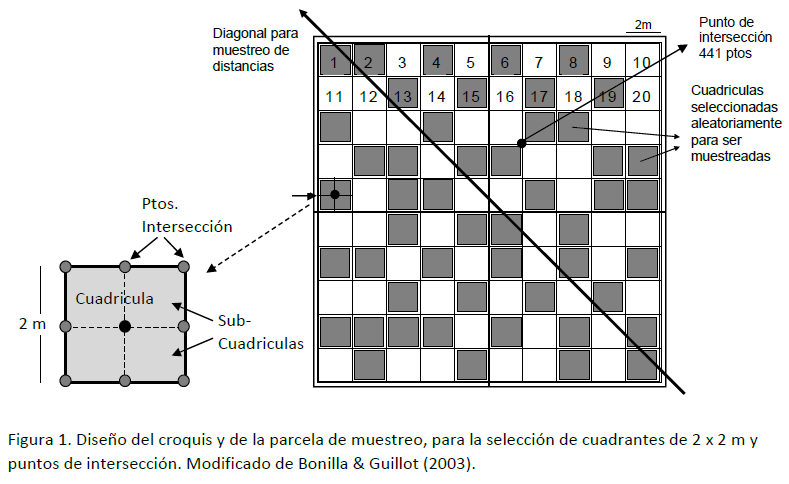 Diagonal para
muestreo de
distancias
2m
Punto de
intersección
441 ptos
1 2 3 4 5 6 7 8 9 10
11 12 13 14 15 16 17 18 19 20
Cuadriculas
seleccionadas
aleatoriamente
para ser
muestreadas
Ptos.
Intersección
Cuadricula
2 m
Sub-
Cuadriculas
Figura 1. Diseño del croquis y de la parcela de muestreo, para la selección de cuadrantes de 2 x 2 m y
puntos de intersección. Modificado de Bonilla & Guillot (2003).